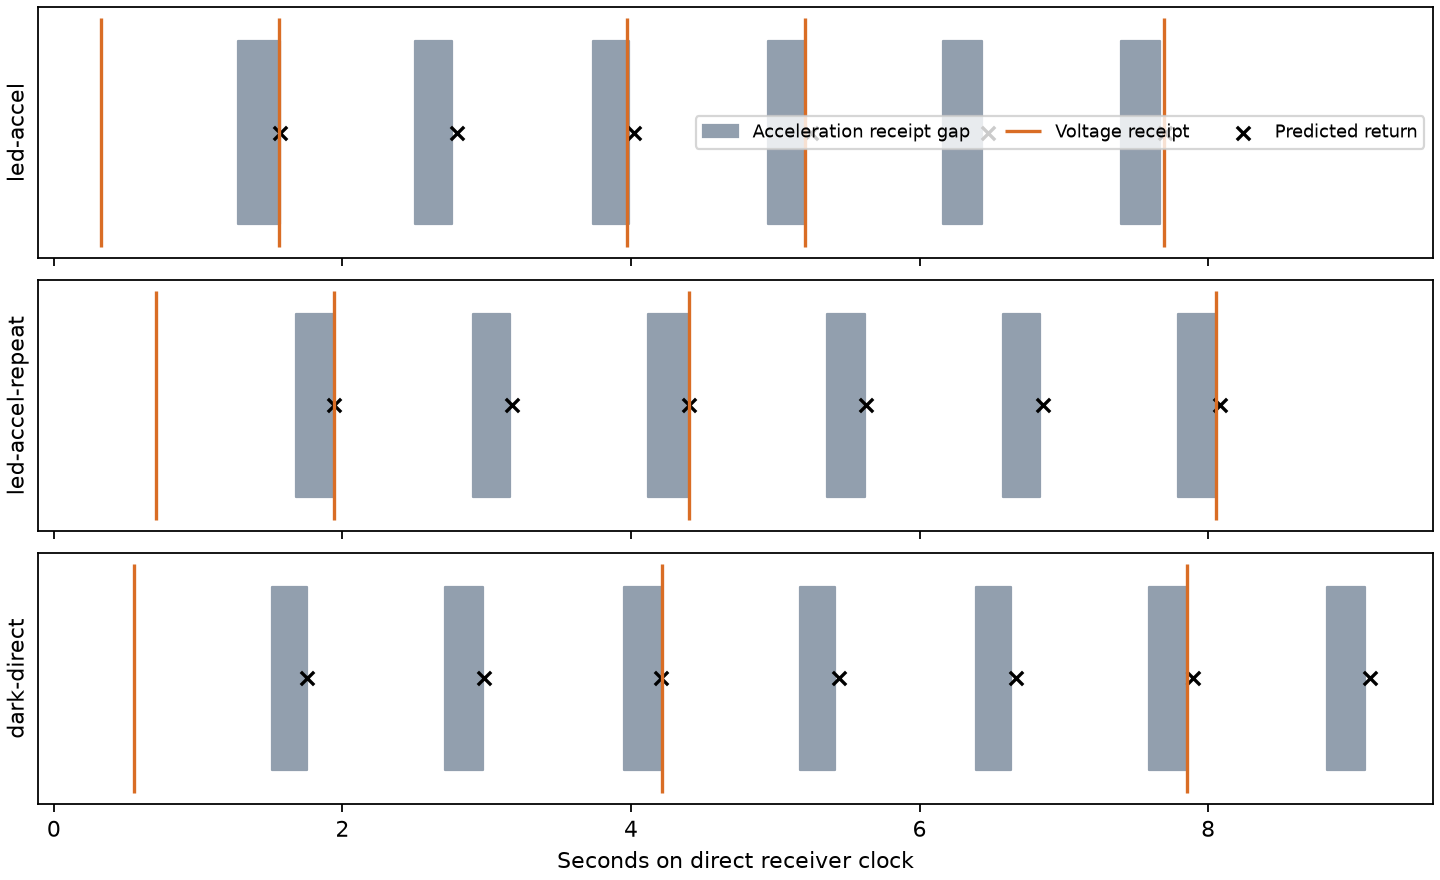 led-accel
Acceleration receipt gap
Voltage receipt
Predicted return
led-accel-repeat
dark-direct
0 2 4 6 8
Seconds on direct receiver clock